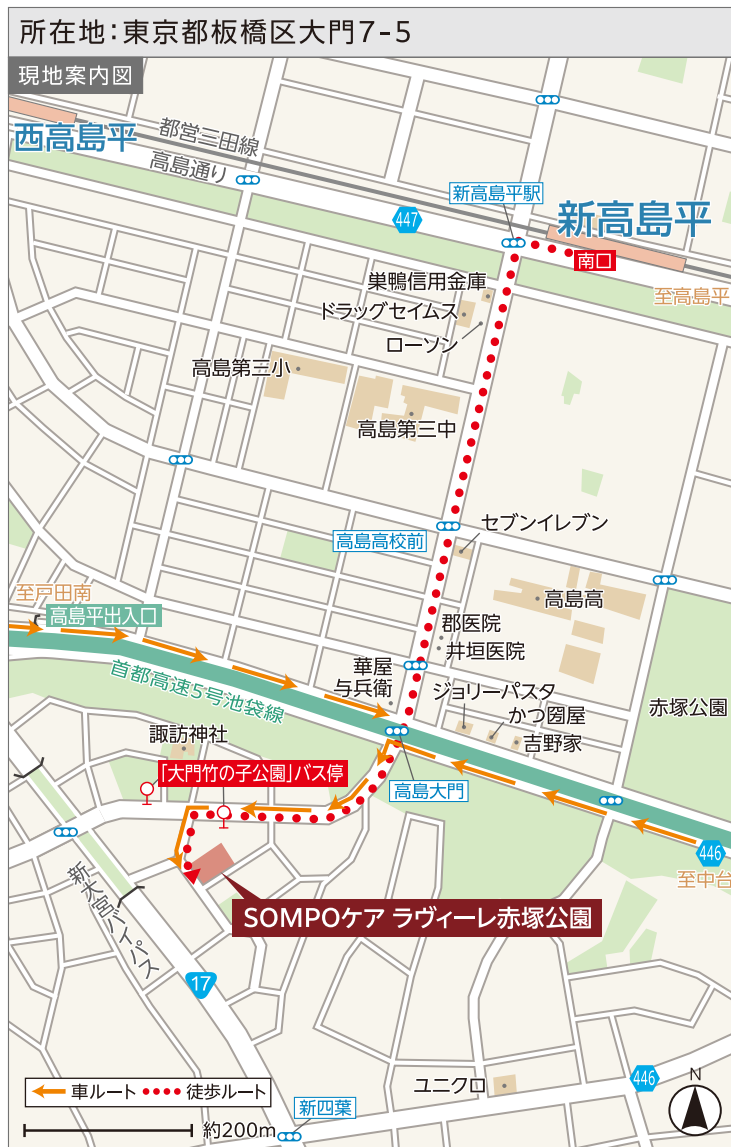 所在地：東京都板橋区大門7-5
現地案内図
西高島平
都営三田線
高島通り
447
新高島平駅
新高島平
南口
至高島平
巣鴨信用金庫
ドラッグセイムス
ローソン
高島第三小
高島第三中
高島高校前
セブンイレブン
高島高
至戸田南
高島平出入口
首都高速5号池袋線
郡医院
井垣医院
華屋
与兵衛
ジョリーパスタ
かつ図屋
吉野家
赤塚公園
諏訪神社
「大門竹の子公園」バス停
高島大門
446
至中台
新大宮バイパス
SOMPOケア ラヴィーレ赤塚公園
17
ユニクロ
446
N
車ルート
徒歩ルート
新四葉
約200m